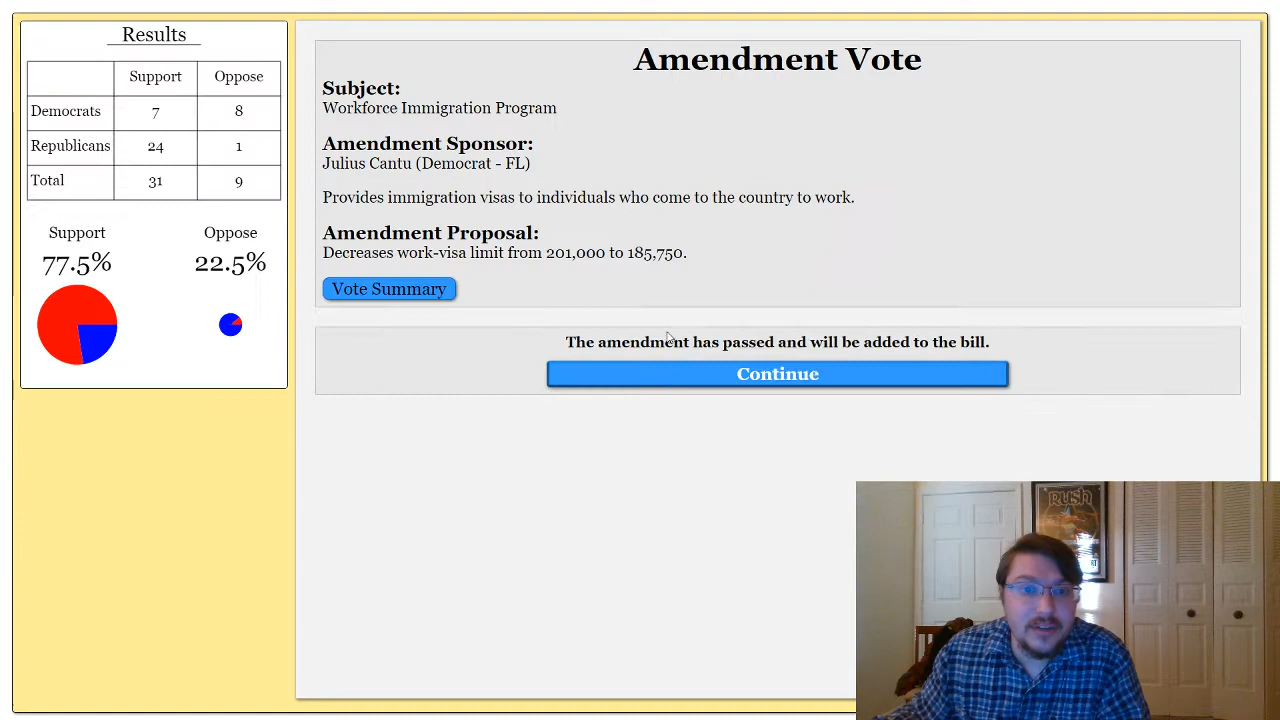 Results
Support Oppose
Democrats 7 8
Republicans 24 1
Total 31 9
Support Oppose
77.5% 22.5%
Amendment Vote
Subject:
Workforce Immigration Program
Amendment Sponsor:
Julius Cantu (Democrat - FL)
Provides immigration visas to individuals who come to the country to work.
Amendment Proposal:
Decreases work-visa limit from 201,000 to 185,750.
Vote Summary
The amendment has passed and will be added to the bill.
Continue
RUSH